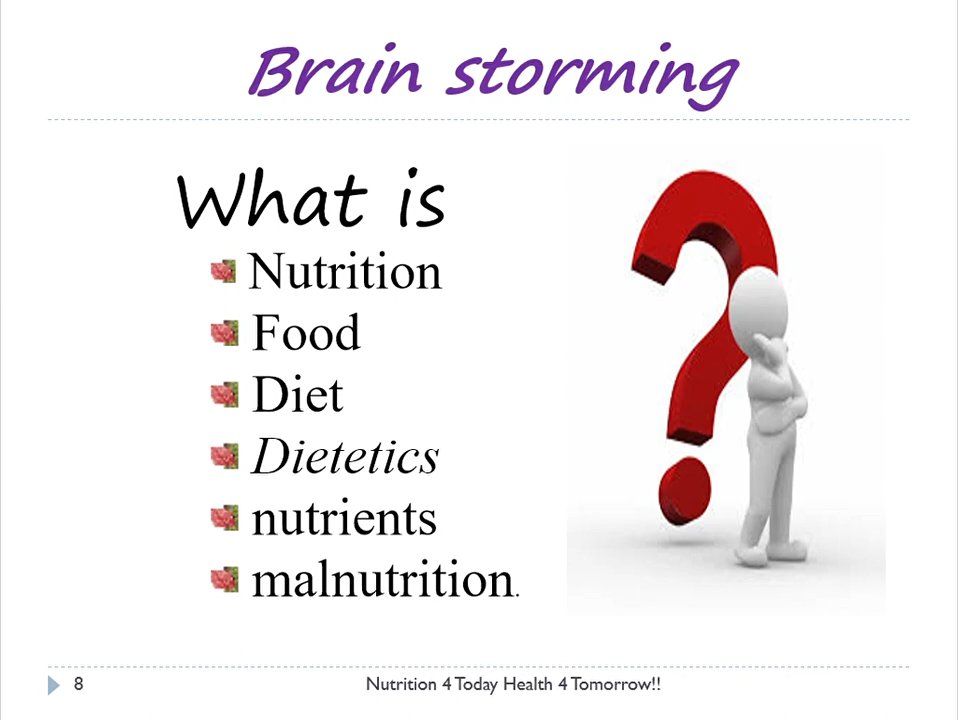 Brain storming
What is
Nutrition
Food
Diet
Dietetics
nutrients
malnutrition.
8
Nutrition 4 Today Health 4 Tomorrow!!